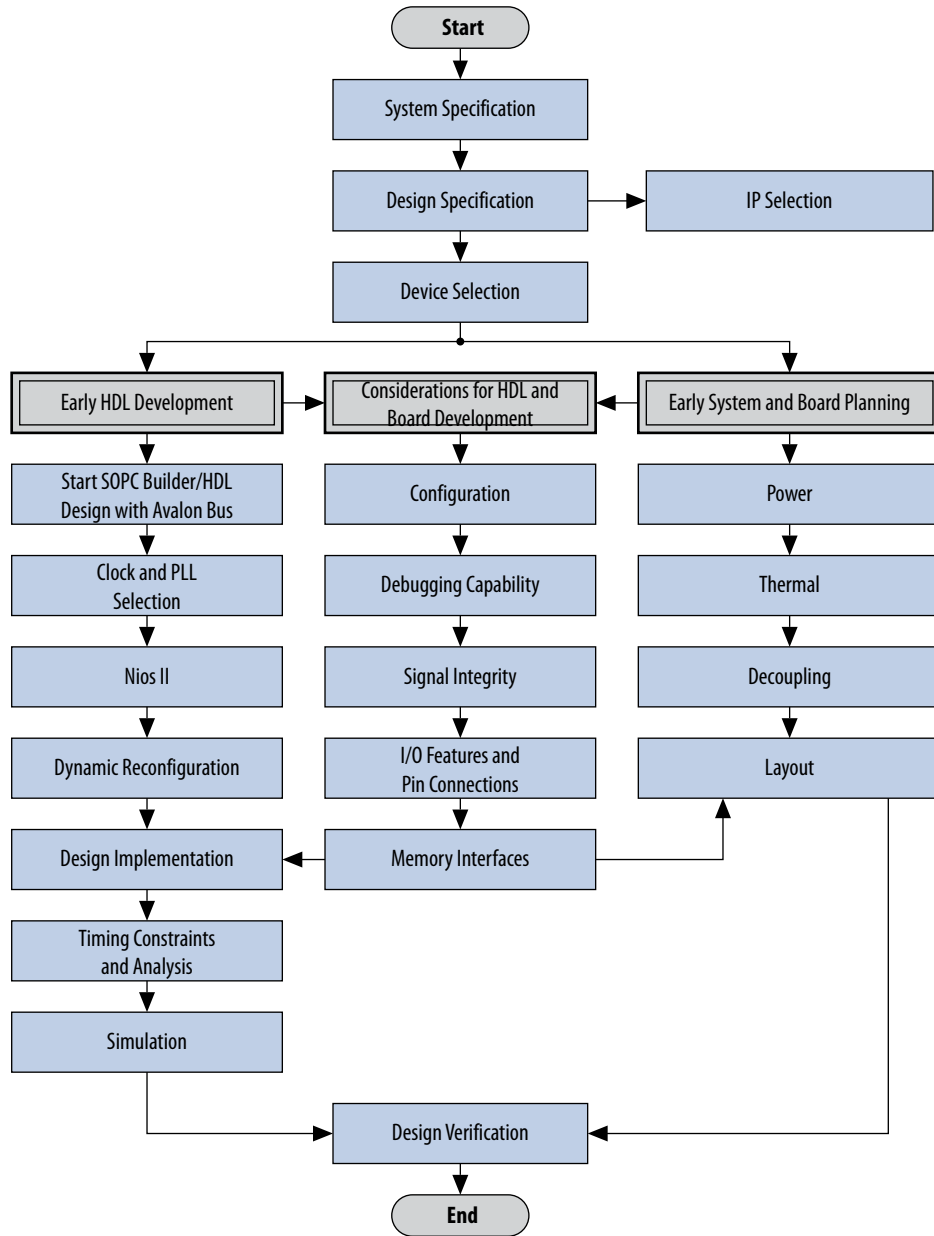 Start
System Specification
Design Specification
IP Selection
Device Selection
Early HDL Development
Considerations for HDL and
Board Development
Early System and Board Planning
Start SOPC Builder/HDL
Design with Avalon Bus
Configuration
Power
Clock and PLL
Selection
Debugging Capability
Thermal
Nios II
Signal Integrity
Decoupling
Dynamic Reconfiguration
I/O Features and
Pin Connections
Layout
Design Implementation
Memory Interfaces
Timing Constraints
and Analysis
Simulation
Design Verification
End